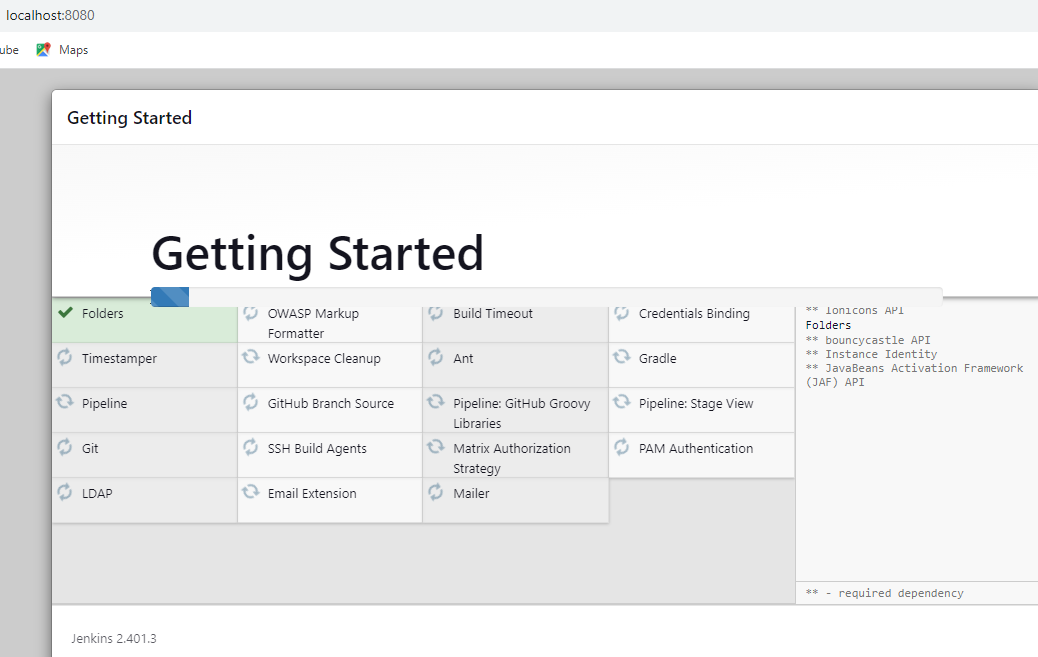 localhost:8080
ube Maps
Getting Started
Getting Started
Folders
OWASP Markup
Formatter
Build Timeout
Credentials Binding
Timestamper
Workspace Cleanup
Ant
Gradle
Pipeline
GitHub Branch Source
Pipeline: GitHub Groovy
Libraries
Pipeline: Stage View
Git
SSH Build Agents
Matrix Authorization
Strategy
PAM Authentication
LDAP
Email Extension
Mailer
** Ionicons API
Folders
** bouncycastle API
** Instance Identity
** JavaBeans Activation Framework
(JAF) API
** - required dependency
Jenkins 2.401.3